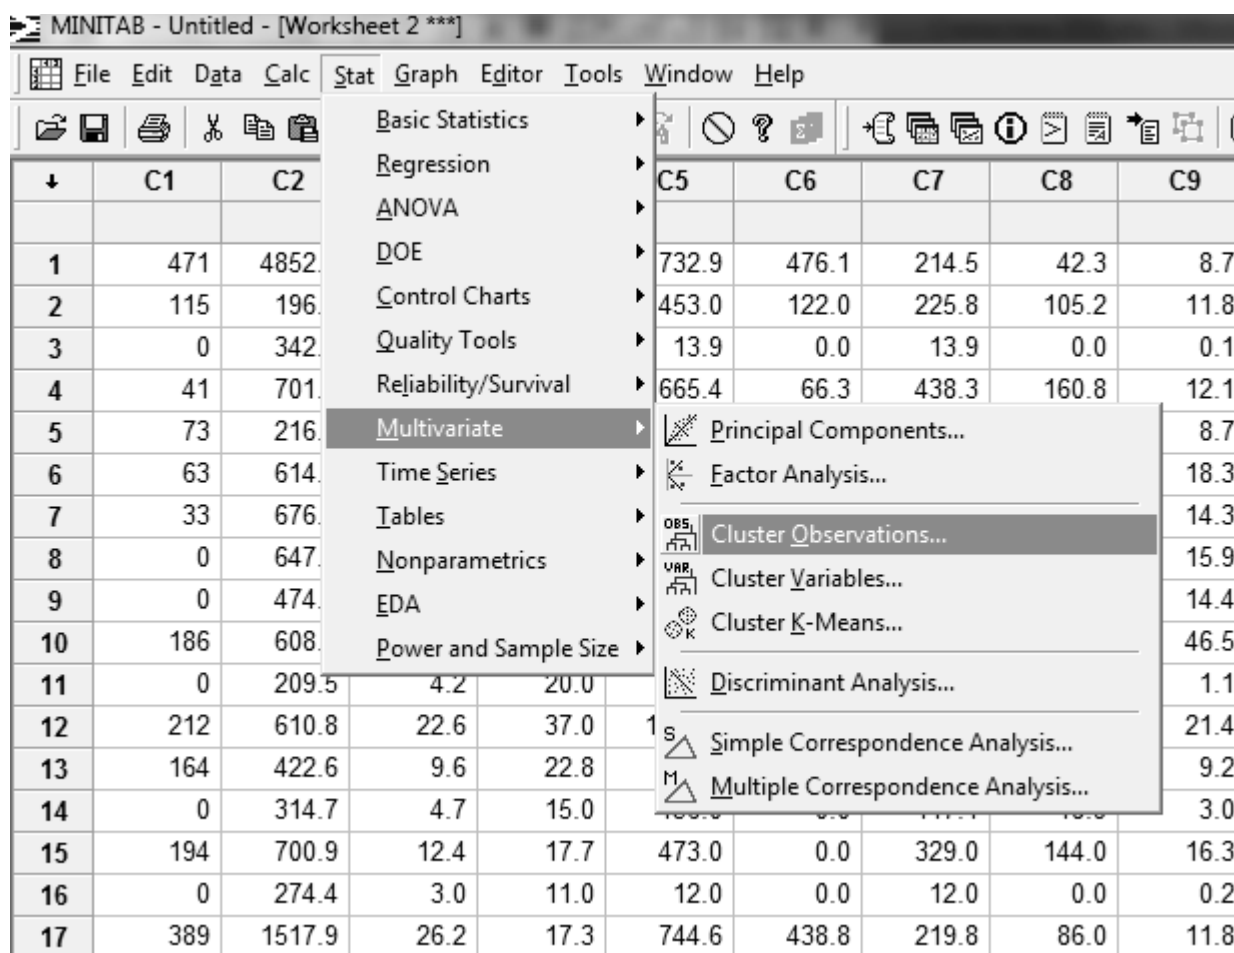 MINITAB - Untitled - [Worksheet 2 ***]
File Edit Data Calc Stat Graph Editor Tools Window Help
Basic Statistics
Regression
ANOVA
DOE
Control Charts
Quality Tools
Reliability/Survival
Multivariate
Time Series
Tables
Nonparametrics
EDA
Power and Sample Size
Principal Components...
Factor Analysis...
OBS Cluster Observations...
VAR Cluster Variables...
K Cluster K-Means...
Discriminant Analysis...
S Simple Correspondence Analysis...
M Multiple Correspondence Analysis...
C1 C2 C5 C6 C7 C8 C9
1 471 4852. 732.9 476.1 214.5 42.3 8.7
2 115 196. 453.0 122.0 225.8 105.2 11.8
3 0 342. 13.9 0.0 13.9 0.0 0.1
4 41 701. 665.4 66.3 438.3 160.8 12.1
5 73 216. 8.7
6 63 614. 18.3
7 33 676. 14.3
8 0 647. 15.9
9 0 474. 14.4
10 186 608. 46.5
11 0 209.5 4.2 20.0 1.1
12 212 610.8 22.6 37.0 1 21.4
13 164 422.6 9.6 22.8 9.2
14 0 314.7 4.7 15.0 3.0
15 194 700.9 12.4 17.7 473.0 0.0 329.0 144.0 16.3
16 0 274.4 3.0 11.0 12.0 0.0 12.0 0.0 0.2
17 389 1517.9 26.2 17.3 744.6 438.8 219.8 86.0 11.8